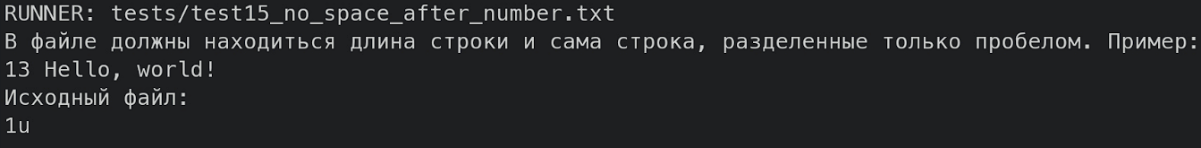 RUNNER: tests/test15_no_space_after_number.txt
В файле должны находиться длина строки и сама строка, разделенные только пробелом. Пример:
13 Hello, world!
Исходный файл:
1u